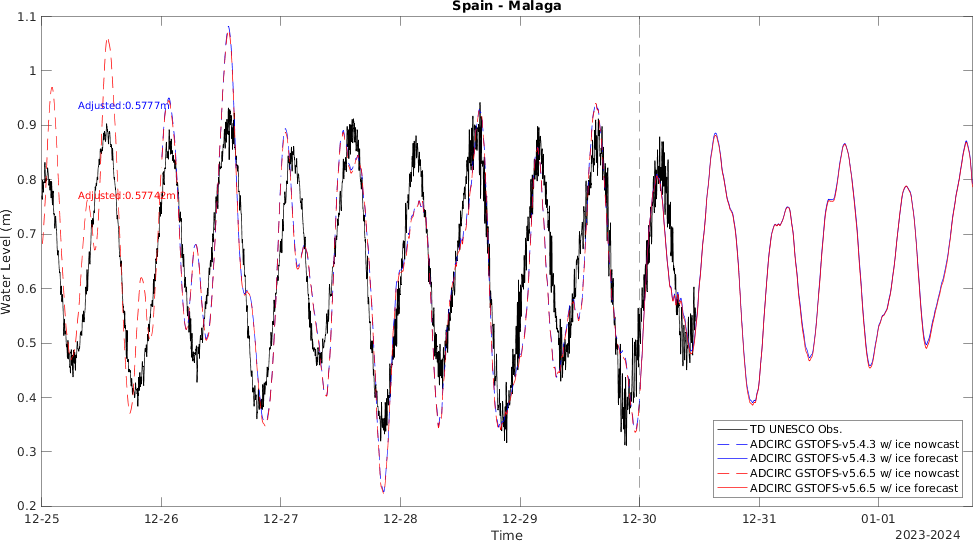 Spain - Malaga
1.1
1
0.9
0.8
0.7
0.6
0.5
0.4
0.3
0.2
Water Level (m)
Adjusted:0.5777m
Adjusted:0.57742m
TD UNESCO Obs.
ADCIRC GSTOFS-v5.4.3 w/ ice nowcast
ADCIRC GSTOFS-v5.4.3 w/ ice forecast
ADCIRC GSTOFS-v5.6.5 w/ ice nowcast
ADCIRC GSTOFS-v5.6.5 w/ ice forecast
12-25 12-26 12-27 12-28 12-29 12-30 12-31 01-01
Time
2023-2024